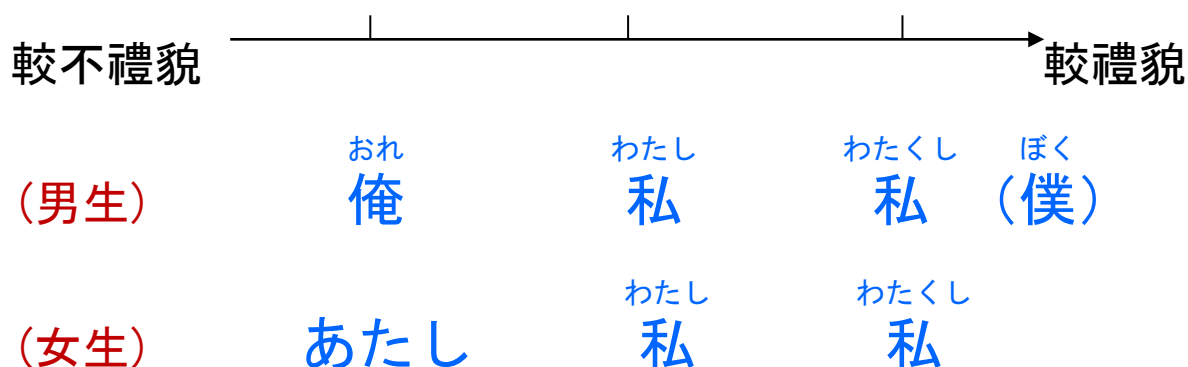 較不禮貌 較禮貌
おれ わたし わたくし ぼく
（男生） 俺 私 私 （僕）
わたし わたくし
（女生） あたし 私 私